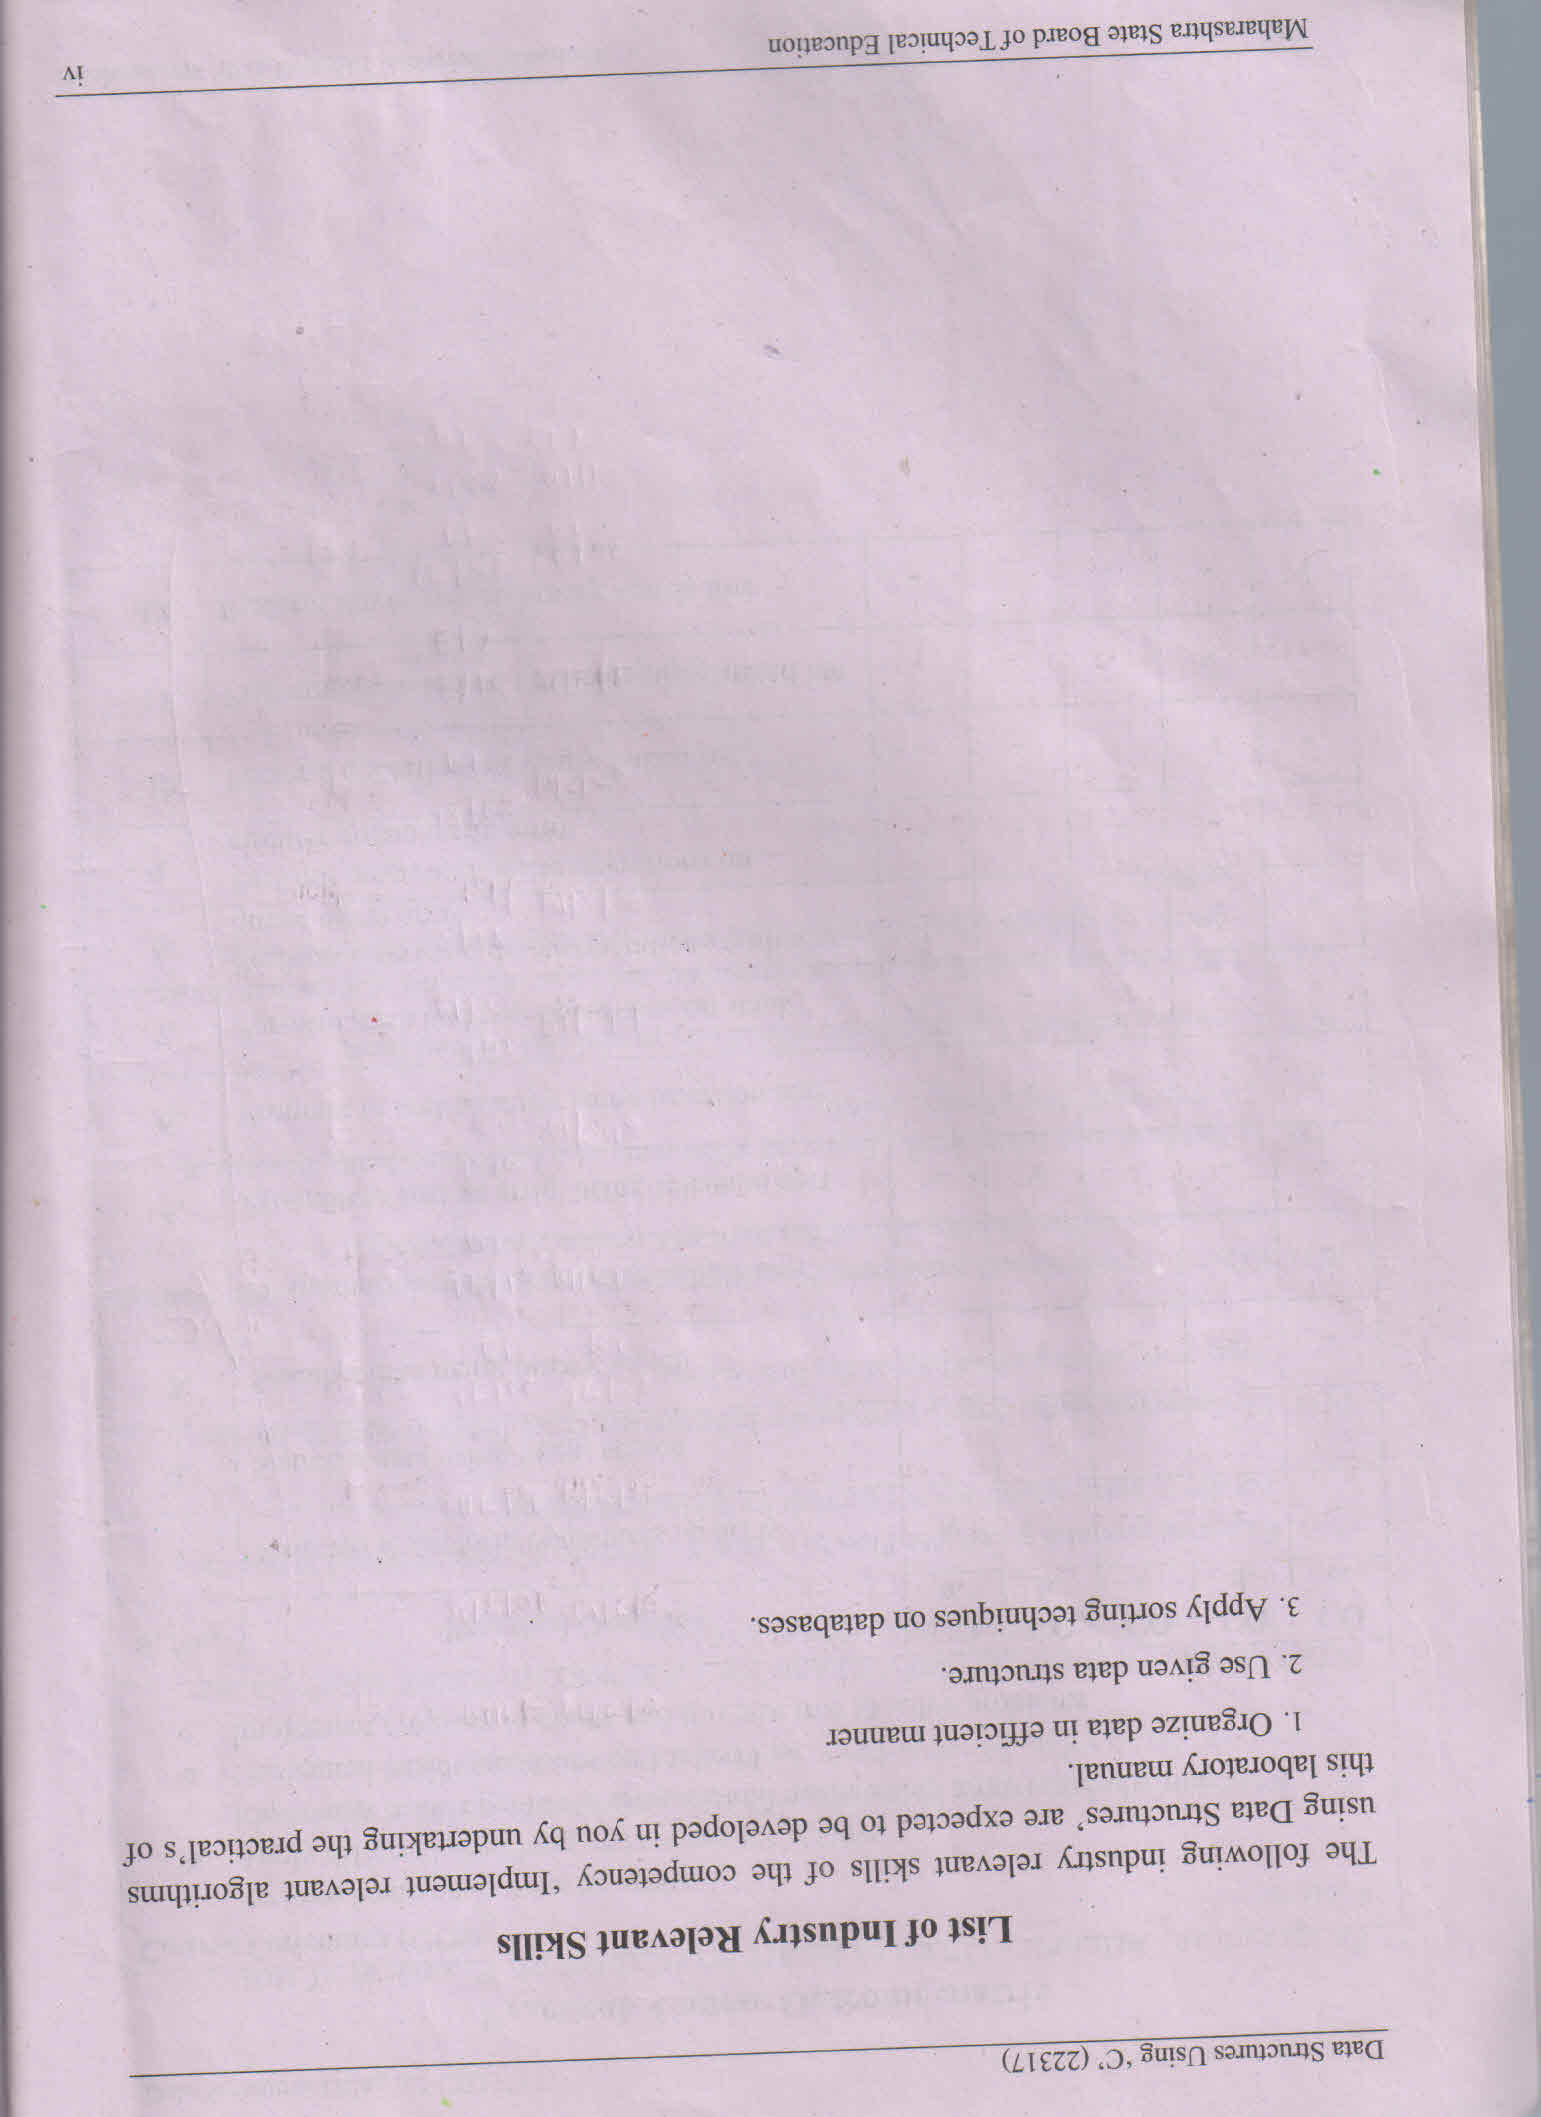 Data Structures Using ‘C’ (22317)
List of Industry Relevant Skills
The following industry relevant skills of the competency ‘Implement relevant algorithms
using Data Structures’ are expected to be developed in you by undertaking the practical’s of
this laboratory manual.
1. Organize data in efficient manner
2. Use given data structure.
3. Apply sorting techniques on databases.
iv
Maharashtra State Board of Technical Education